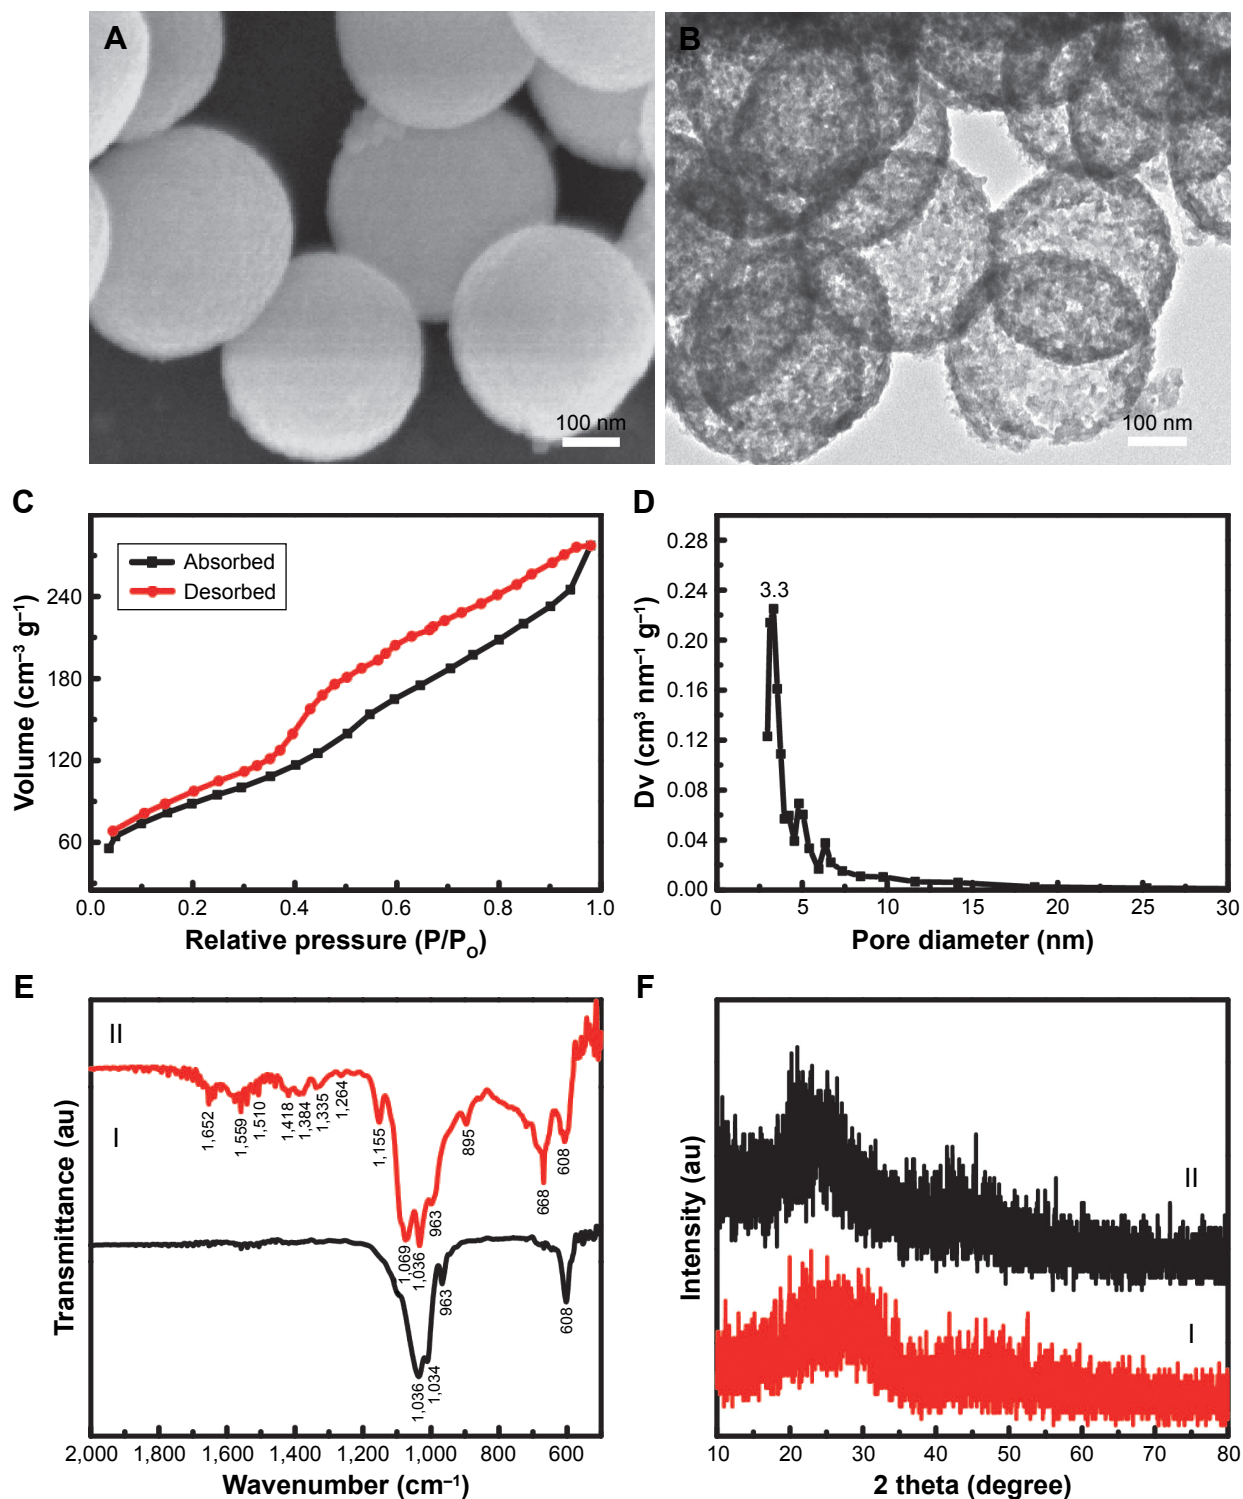 A
100 nm
B
100 nm
C
Absorbed
Desorbed
240
180
120
60
Volume (cm⁻³ g⁻¹)
0.0 0.2 0.4 0.6 0.8 1.0
Relative pressure (P/P₀)
D
3.3
0.28
0.24
0.20
0.16
0.12
0.08
0.04
0.00
Dv (cm³ nm⁻¹ g⁻¹)
0 5 10 15 20 25 30
Pore diameter (nm)
E
II
I
1,652
1,559
1,510
1,418
1,384
1,335
1,264
1,155
1,069
1,036
963
895
668
608
1,036
1,034
963
608
Transmittance (au)
2,000 1,800 1,600 1,400 1,200 1,000 800 600
Wavenumber (cm⁻¹)
F
II
I
Intensity (au)
10 20 30 40 50 60 70 80
2 theta (degree)